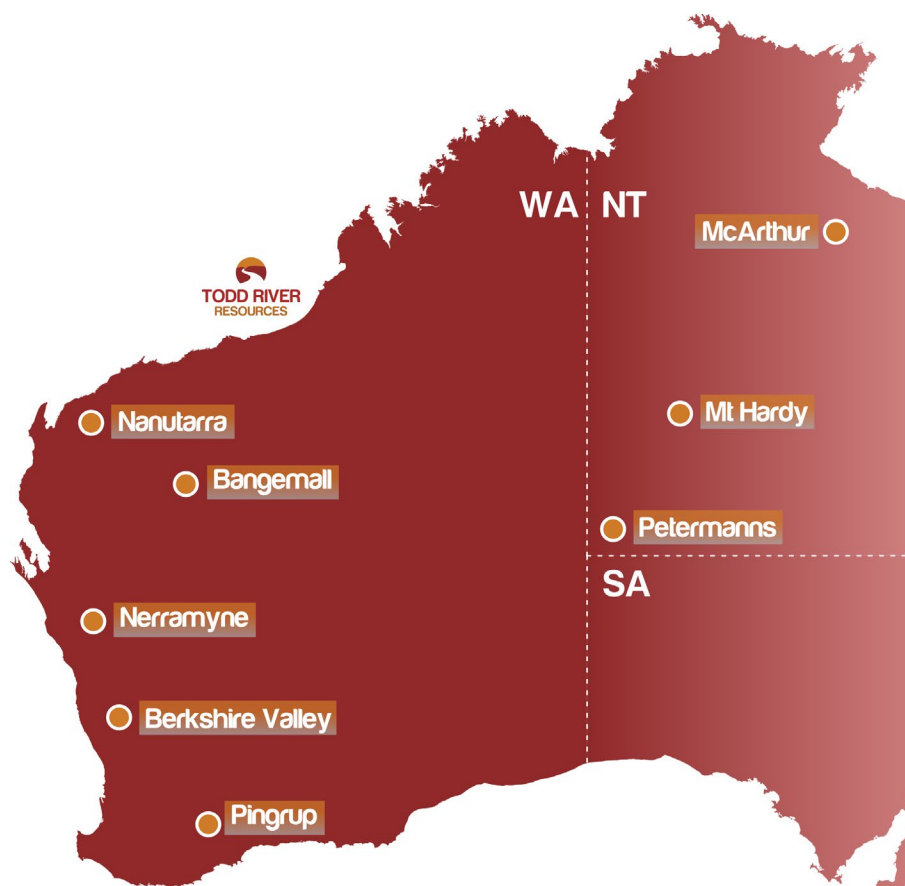 WA
NT
McArthur
TODD RIVER
RESOURCES
Nanutarra
Mt Hardy
Bangemall
Petermanns
SA
Nerramyne
Berkshire Valley
Pingrup